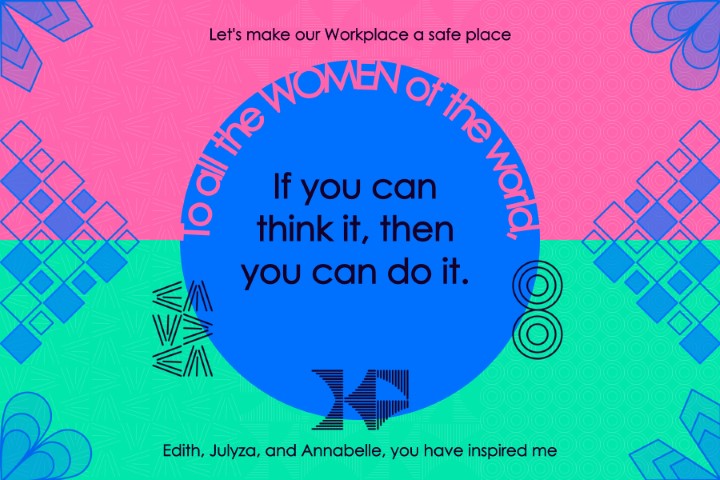 Let's make our Workplace a safe place
To all the WOMEN of the world,
If you can
think it, then
you can do it.
Edith, Julyza, and Annabelle, you have inspired me